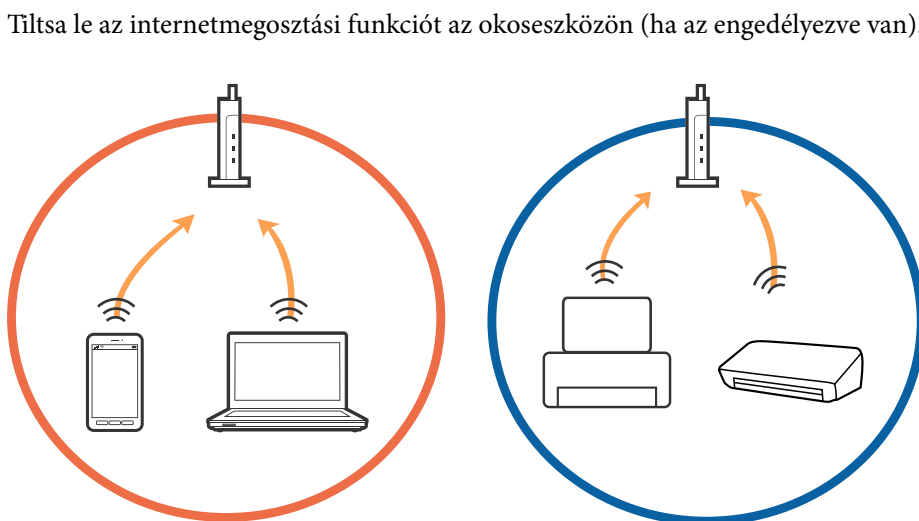 Tiltsa le az internetmegosztási funkciót az okoseszközön (ha az engedélyezve van).